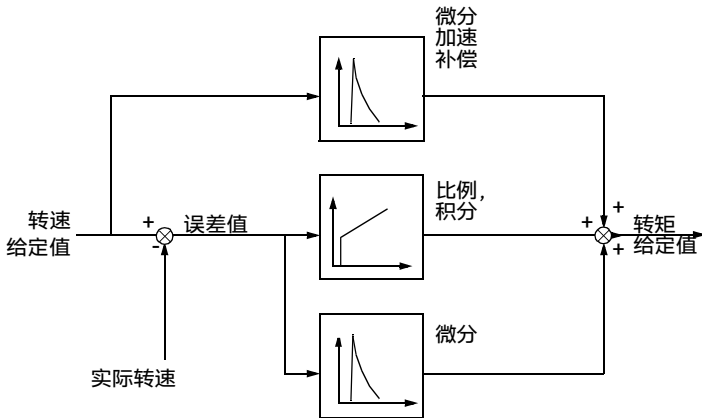 微分
加速
补偿
转速
给定值
+
-
误差值
比例,
积分
+
+
+
转矩
给定值
微分
实际转速